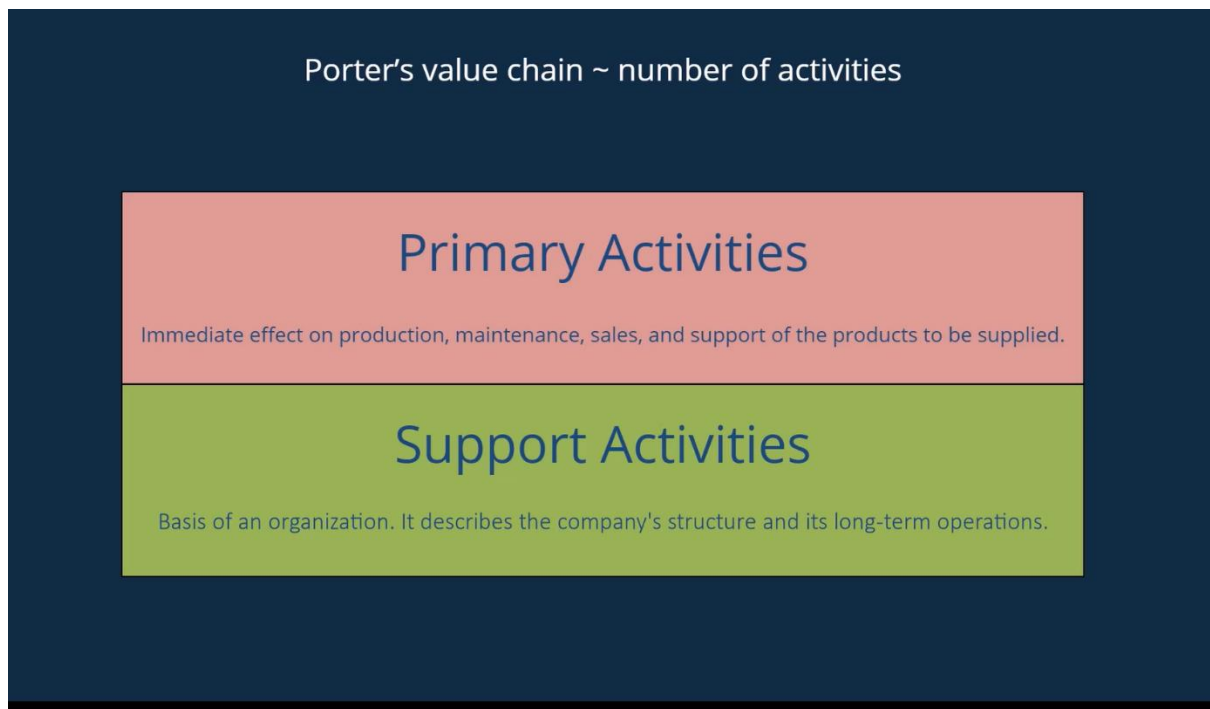 Porter’s value chain ~ number of activities
Primary Activities
Immediate effect on production, maintenance, sales, and support of the products to be supplied.
Support Activities
Basis of an organization. It describes the company's structure and its long-term operations.